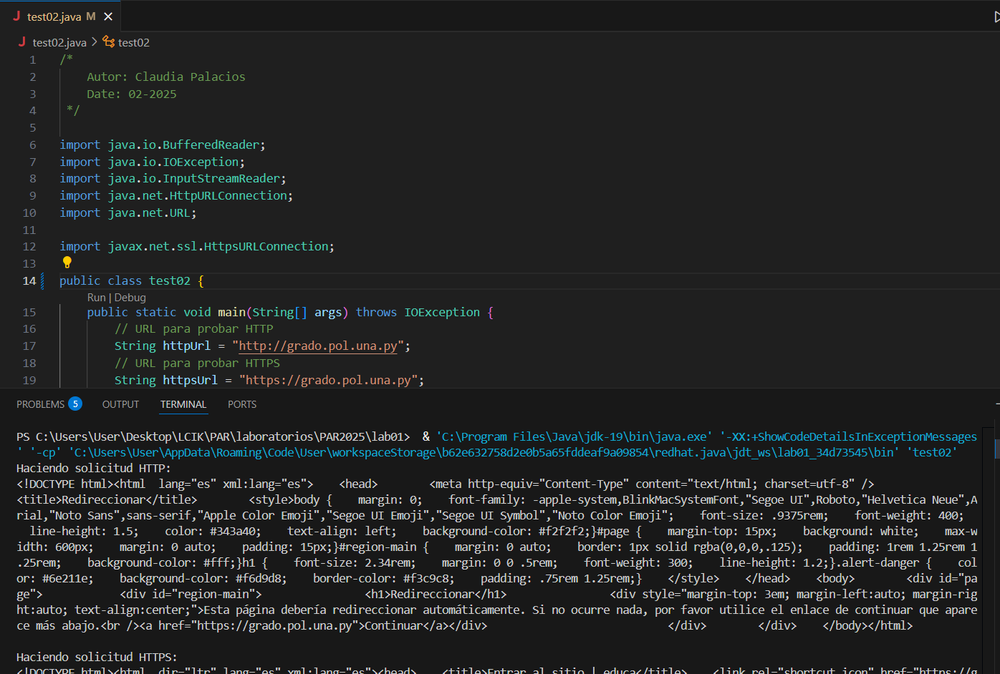 J test02.java M ×
J test02.java > test02
1 /*
2 Autor: Claudia Palacios
3 Date: 02-2025
4 */
5
6 import java.io.BufferedReader;
7 import java.io.IOException;
8 import java.io.InputStreamReader;
9 import java.net.HttpURLConnection;
10 import java.net.URL;
11
12 import javax.net.ssl.HttpsURLConnection;
13
14 public class test02 {
Run | Debug
15 public static void main(String[] args) throws IOException {
16 // URL para probar HTTP
17 String httpUrl = "http://grado.pol.una.py";
18 // URL para probar HTTPS
19 String httpsUrl = "https://grado.pol.una.py";
PROBLEMS 5 OUTPUT TERMINAL PORTS
PS C:\Users\User\Desktop\LCIK\PAR\laboratorios\PAR2025\lab01> & 'C:\Program Files\Java\jdk-19\bin\java.exe' '-XX:+ShowCodeDetailsInExceptionMessages
' '-cp' 'C:\Users\User\AppData\Roaming\Code\User\workspaceStorage\b62e632758d2e0b5a65fddeaf9a09854\redhat.java\jdt_ws\lab01_34d73545\bin' 'test02'
Haciendo solicitud HTTP:
<!DOCTYPE html><html lang="es" xml:lang="es"> <head> <meta http-equiv="Content-Type" content="text/html; charset=utf-8" />
<title>Redireccionar</title> <style>body { margin: 0; font-family: -apple-system,BlinkMacSystemFont,"Segoe UI",Roboto,"Helvetica Neue",A
rial,"Noto Sans",sans-serif,"Apple Color Emoji","Segoe UI Emoji","Segoe UI Symbol","Noto Color Emoji"; font-size: .9375rem; font-weight: 400;
line-height: 1.5; color: #343a40; text-align: left; background-color: #f2f2f2;}#page { margin-top: 15px; background: white; max-w
idth: 600px; margin: 0 auto; padding: 15px;}#region-main { margin: 0 auto; border: 1px solid rgba(0,0,0,.125); padding: 1rem 1.25rem 1
.25rem; background-color: #fff;}h1 { font-size: 2.34rem; margin: 0 0 .5rem; font-weight: 300; line-height: 1.2;}.alert-danger { col
or: #6e211e; background-color: #f6d9d8; border-color: #f3c9c8; padding: .75rem 1.25rem;} </style> </head> <body> <div id="pa
ge"> <div id="region-main"> <h1>Redireccionar</h1> <div style="margin-top: 3em; margin-left:auto; margin-rig
ht:auto; text-align:center;">Esta página debería redireccionar automáticamente. Si no ocurre nada, por favor utilice el enlace de continuar que apare
ce más abajo.<br /><a href="https://grado.pol.una.py">Continuar</a></div> </div> </div> </body></html>
Haciendo solicitud HTTPS:
<!DOCTYPE html><html dir="ltr" lang="es" xml:lang="es"><head> <title>Entrar al sitio | educa</title> <link rel="shortcut icon" href="https://g